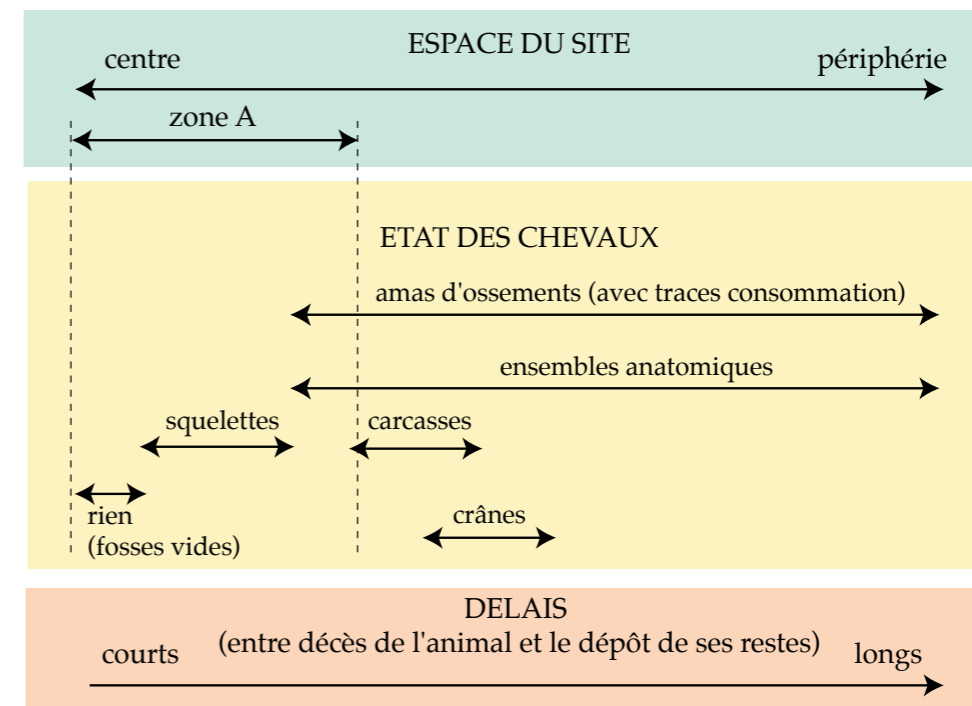 ESPACE DU SITE
centre
périphérie
zone A
ETAT DES CHEVAUX
amas d'ossements (avec traces consommation)
ensembles anatomiques
squelettes
carcasses
rien
(fosses vides)
crânes
DELAIS
(entre décès de l'animal et le dépôt de ses restes)
courts
longs